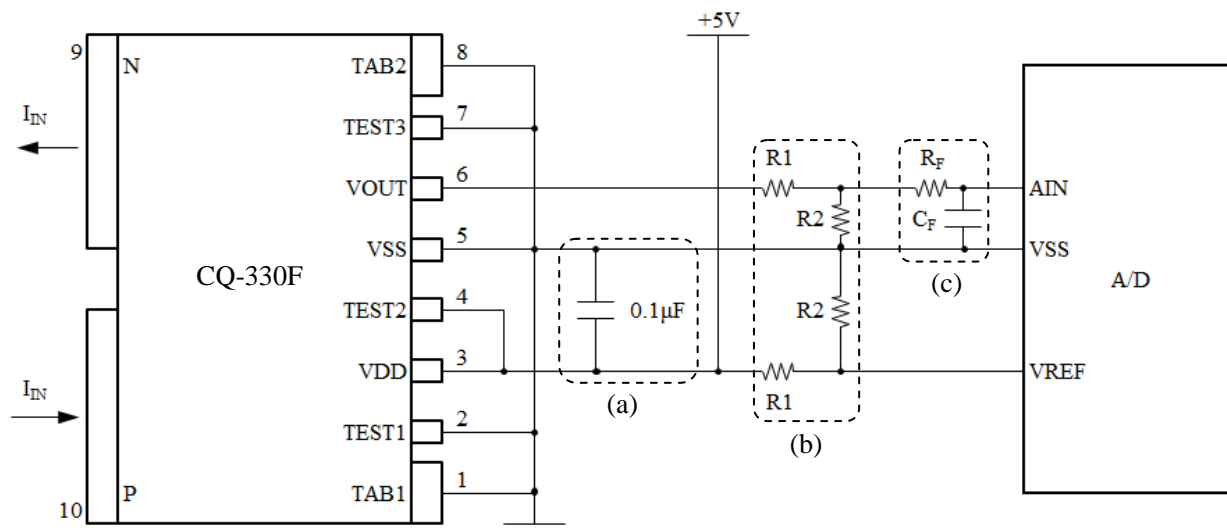 +5V
9
N
TAB2
8
I_IN
TEST3
7
R1
R_F
VOUT
6
AIN
R2
C_F
VSS
5
VSS
CQ-330F
(c)
A/D
TEST2
4
0.1μF
R2
VDD
3
VREF
I_IN
(a)
R1
TEST1
2
(b)
10
P
TAB1
1